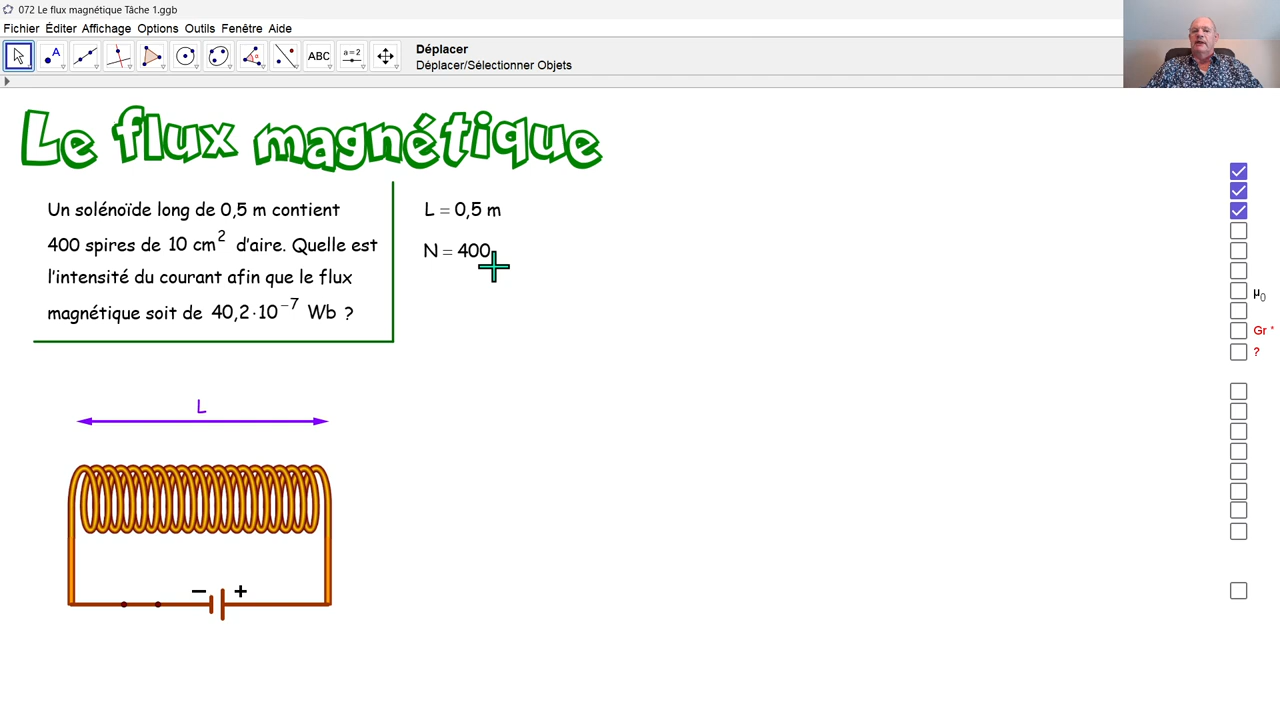 072 Le flux magnétique Tâche 1.ggb
Fichier Éditer Affichage Options Outils Fenêtre Aide
A ABC a=2 Déplacer
Déplacer/Sélectionner Objets
Le flux magnétique
Un solénoïde long de 0,5 m contient
400 spires de 10 cm² d'aire. Quelle est
l'intensité du courant afin que le flux
magnétique soit de 40,2·10⁻⁷ Wb ?
L = 0,5 m
N = 400
L
− +
μ₀
Gr *
?